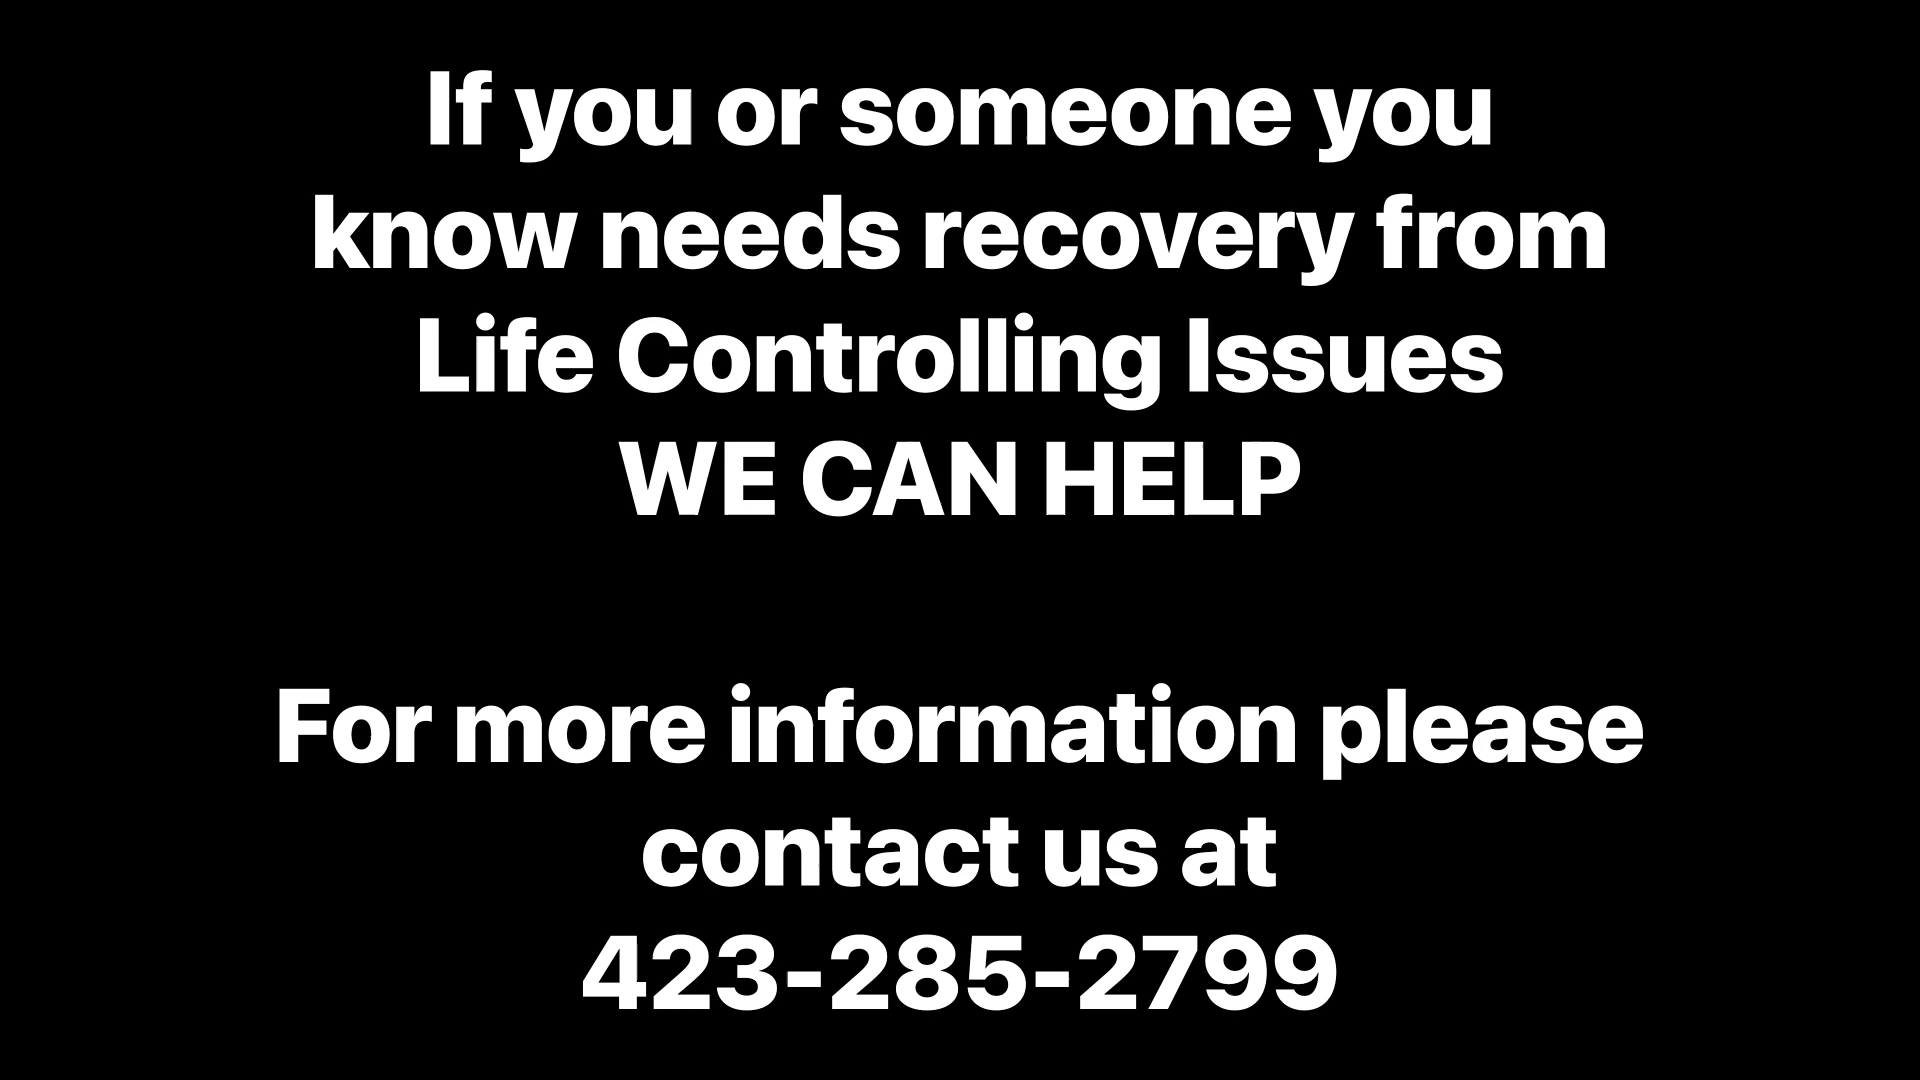 If you or someone you
know needs recovery from
Life Controlling Issues
WE CAN HELP
For more information please
contact us at
423-285-2799